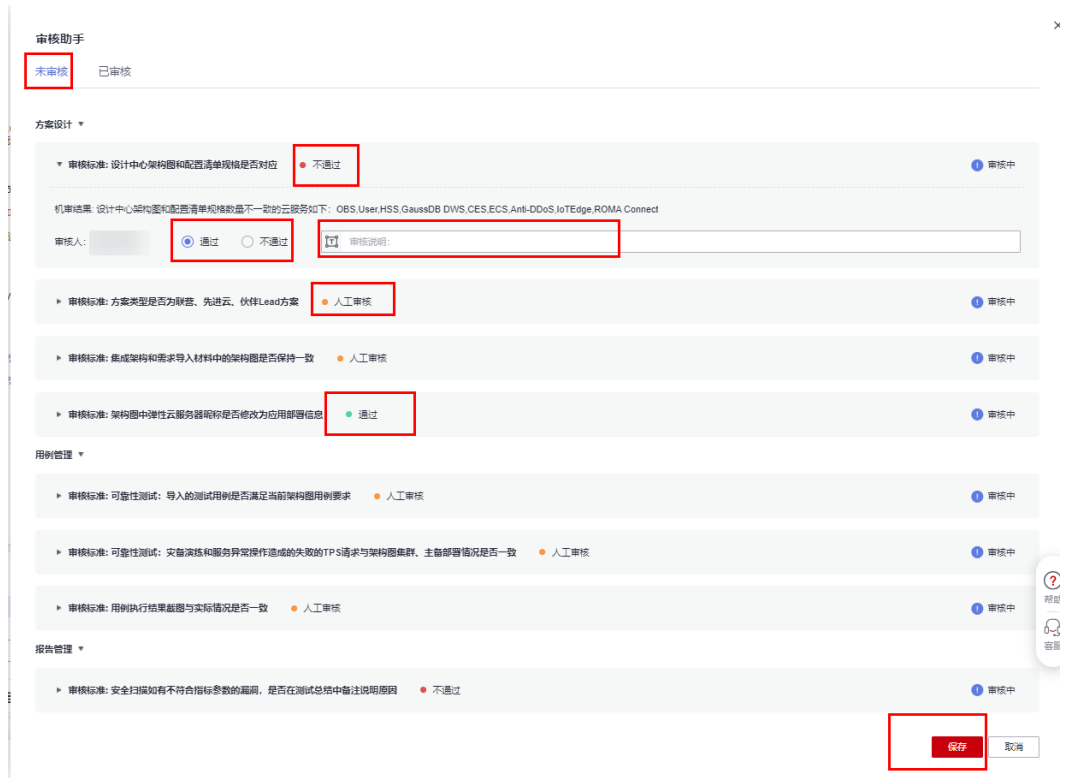 审核助手
未审核 已审核
方案设计
审核标准: 设计中心架构图和配置清单规格是否对应 不通过 审核中
机审结果: 设计中心架构图和配置清单规格数量不一致的云服务如下: OBS,User,HSS,GaussDB DWS,CES,ECS,Anti-DDoS,IoTEdge,ROMA Connect
审核人: 通过 不通过 审核说明:
审核标准: 方案类型是否为联营、先进云、伙伴Lead方案 人工审核 审核中
审核标准: 集成架构和需求导入材料中的架构图是否保持一致 人工审核 审核中
审核标准: 架构图中弹性云服务器昵称是否修改为应用部署信息 通过 审核中
用例管理
审核标准: 可靠性测试: 导入的测试用例是否满足当前架构图用例要求 人工审核 审核中
审核标准: 可靠性测试: 灾备演练和服务异常操作造成的失败的TPS请求与架构图集群、主备部署情况是否一致 人工审核 审核中
审核标准: 用例执行结果截图与实际情况是否一致 人工审核 审核中
帮助
客服
报告管理
审核标准: 安全扫描如有不符合指标参数的漏洞，是否在测试总结中备注说明原因 不通过 审核中
保存 取消